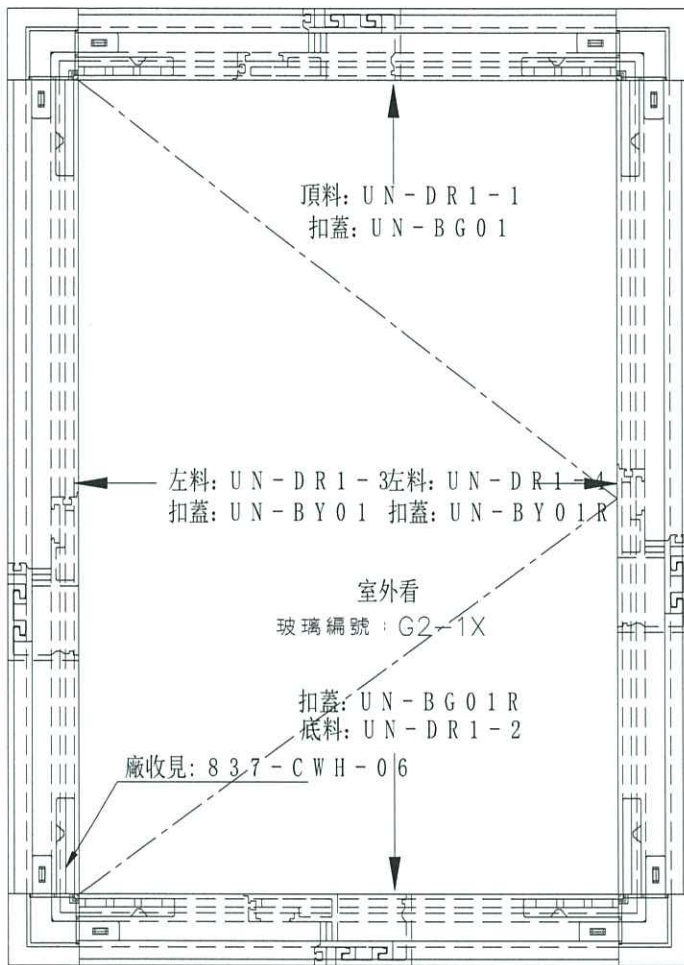 頂料: UN-DR1-1
扣蓋: UN-BG01
左料: UN-DR1-3
扣蓋: UN-BY01
左料: UN-DR1-4
扣蓋: UN-BY01R
室外看
玻璃編號：G2-1X
扣蓋: UN-BG01R
底料: UN-DR1-2
廠收見: 837-CWH-06